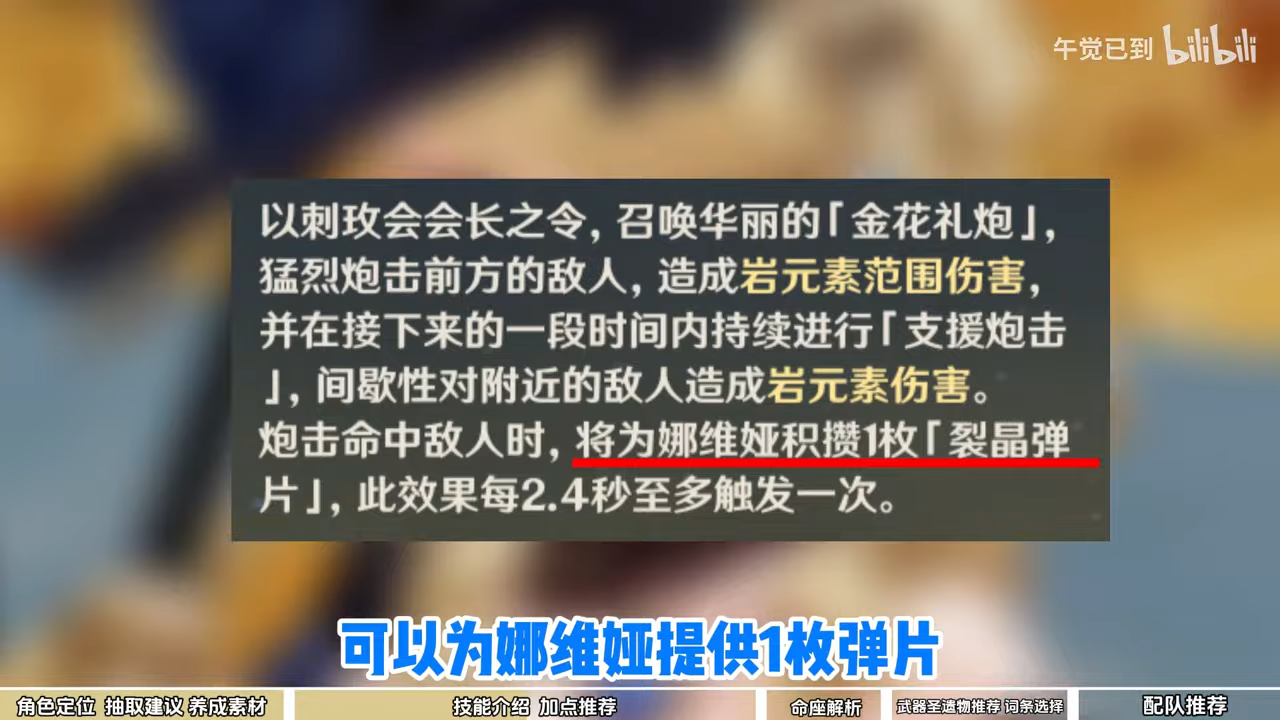 午觉已到 bilibili
以刺玫会会长之令，召唤华丽的「金花礼炮」，
猛烈炮击前方的敌人，造成岩元素范围伤害，
并在接下来的一段时间内持续进行「支援炮击
」，间歇性对附近的敌人造成岩元素伤害。
炮击命中敌人时，将为娜维娅积攒1枚「裂晶弹
片」，此效果每2.4秒至多触发一次。
可以为娜维娅提供1枚弹片
角色定位 抽取建议 养成素材 技能介绍 加点推荐 命座解析 武器圣遗物推荐 词条选择 配队推荐